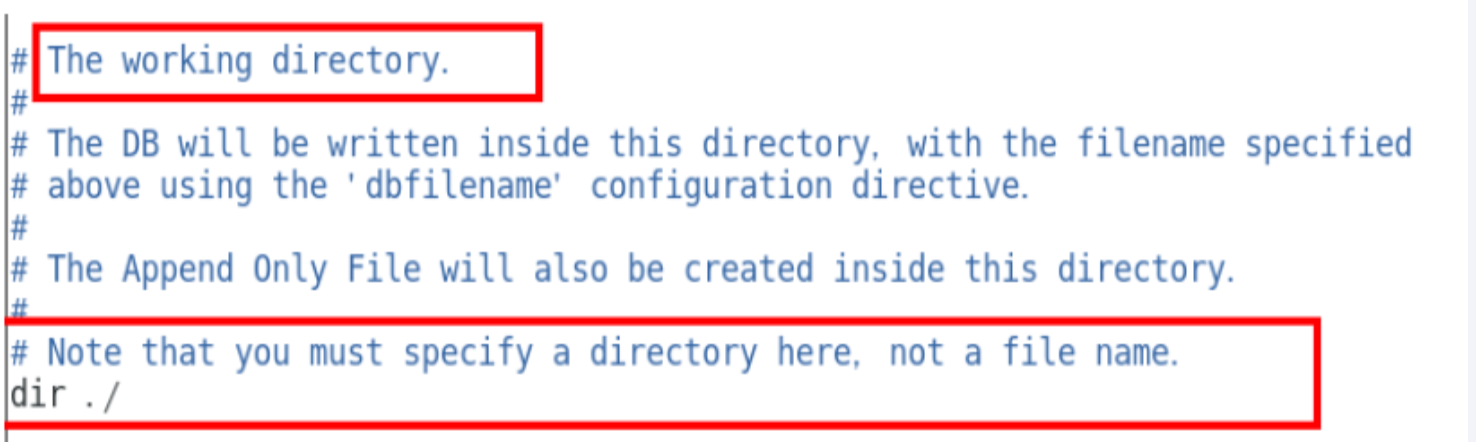 # The working directory.
#
# The DB will be written inside this directory, with the filename specified
# above using the 'dbfilename' configuration directive.
#
# The Append Only File will also be created inside this directory.
#
# Note that you must specify a directory here, not a file name.
dir ./